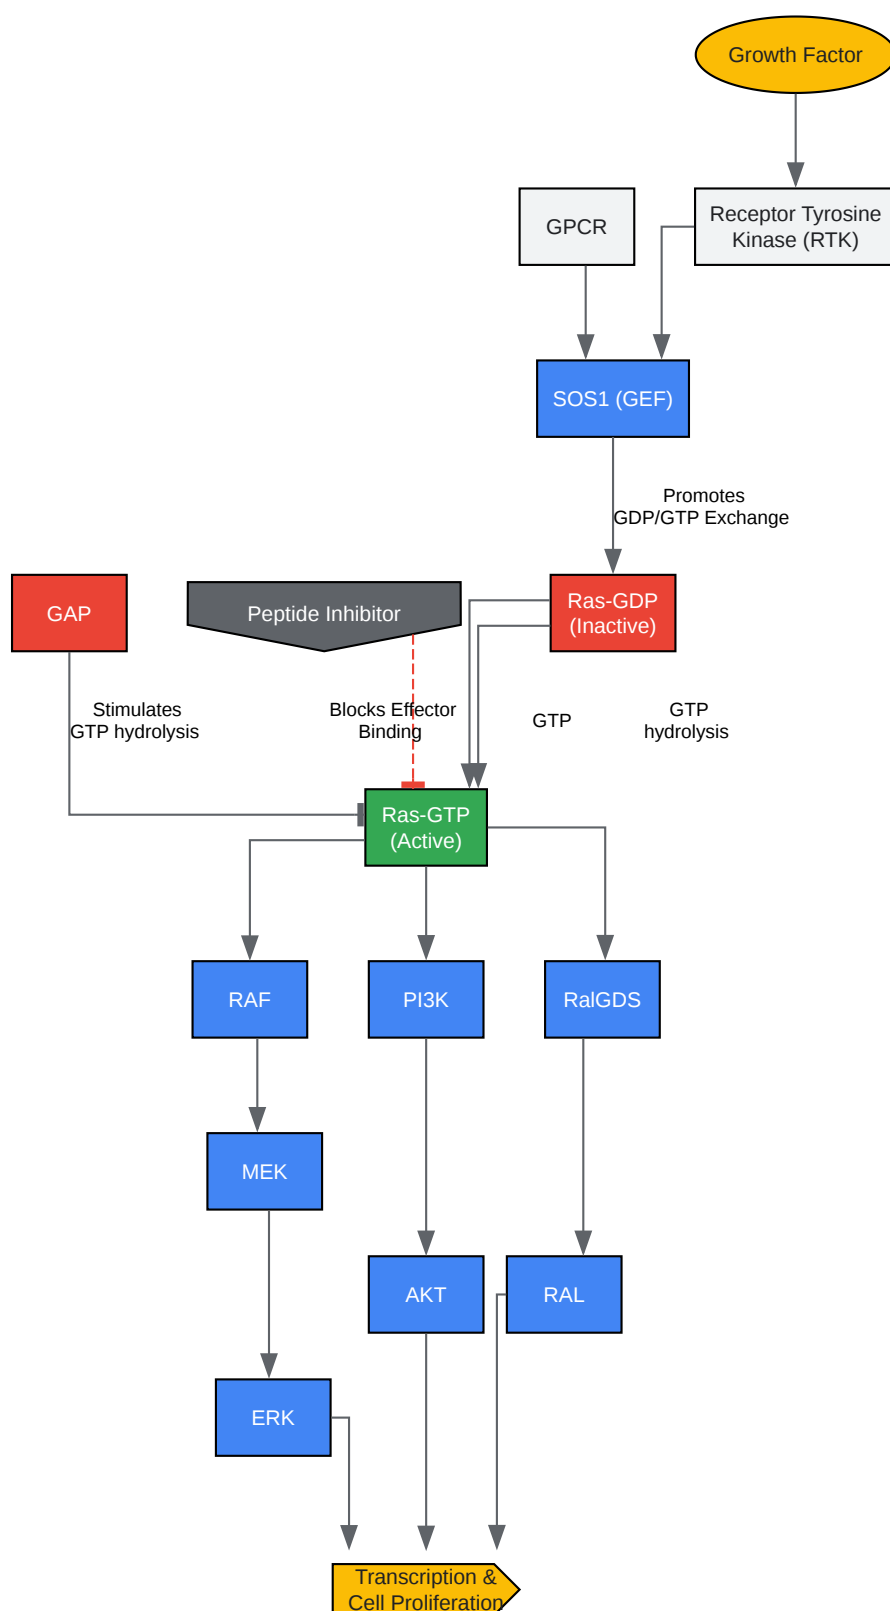 Growth Factor
GPCR
Receptor Tyrosine
Kinase (RTK)
SOS1 (GEF)
Promotes
GDP/GTP Exchange
GAP
Peptide Inhibitor
Ras-GDP
(Inactive)
Stimulates
GTP hydrolysis
Blocks Effector
Binding
GTP
GTP
hydrolysis
Ras-GTP
(Active)
RAF
PI3K
RalGDS
MEK
AKT
RAL
ERK
Transcription &
Cell Proliferation